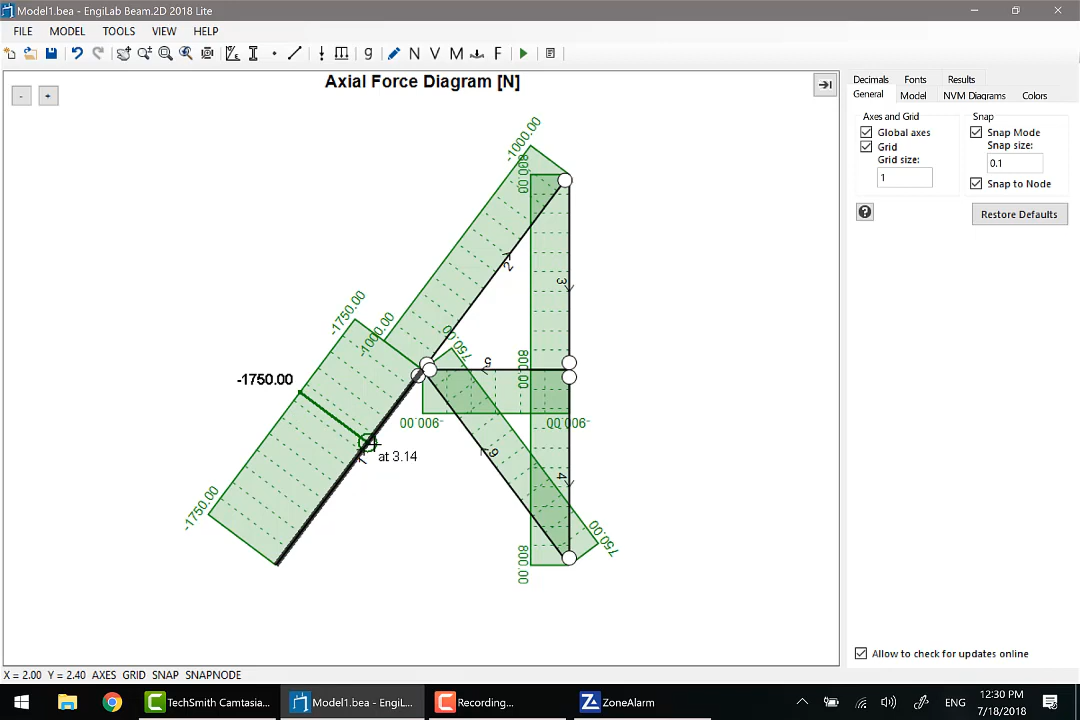 Model1.bea - EngiLab Beam.2D 2018 Lite
FILE MODEL TOOLS VIEW HELP
g N V M F
Axial Force Diagram [N]
- +
-1000.00
800.00
2
3
-1750.00
-1000.00
750.00
5
800.00
-1750.00
-900.00 -900.00
at 3.14
1
6
4
-1750.00
750.00
800.00
Decimals Fonts Results
General Model NVM Diagrams Colors
Axes and Grid
Global axes
Grid
Grid size:
1
Snap
Snap Mode
Snap size:
0.1
Snap to Node
?
Restore Defaults
Allow to check for updates online
X = 2.00 Y = 2.40 AXES GRID SNAP SNAPNODE
TechSmith Camtasia... Model1.bea - EngiL... Recording... ZoneAlarm
ENG
12:30 PM
7/18/2018